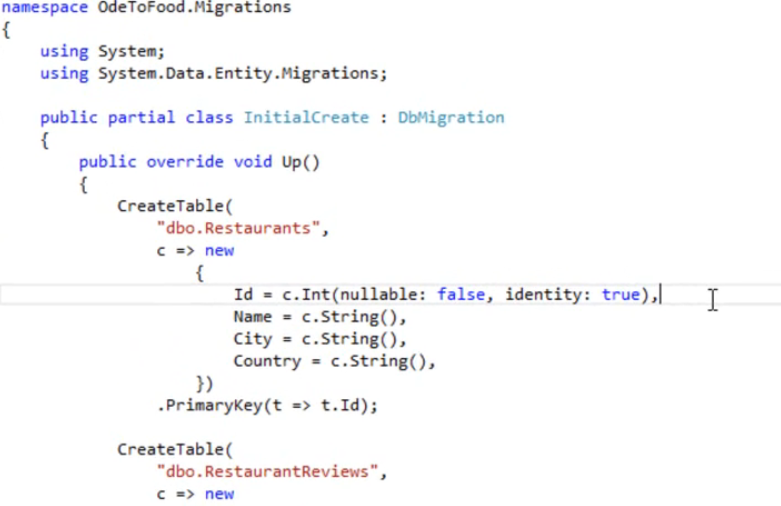 namespace OdeToFood.Migrations
{
    using System;
    using System.Data.Entity.Migrations;

    public partial class InitialCreate : DbMigration
    {
        public override void Up()
        {
            CreateTable(
                "dbo.Restaurants",
                c => new
                    {
                        Id = c.Int(nullable: false, identity: true),
                        Name = c.String(),
                        City = c.String(),
                        Country = c.String(),
                    })
                .PrimaryKey(t => t.Id);

            CreateTable(
                "dbo.RestaurantReviews",
                c => new